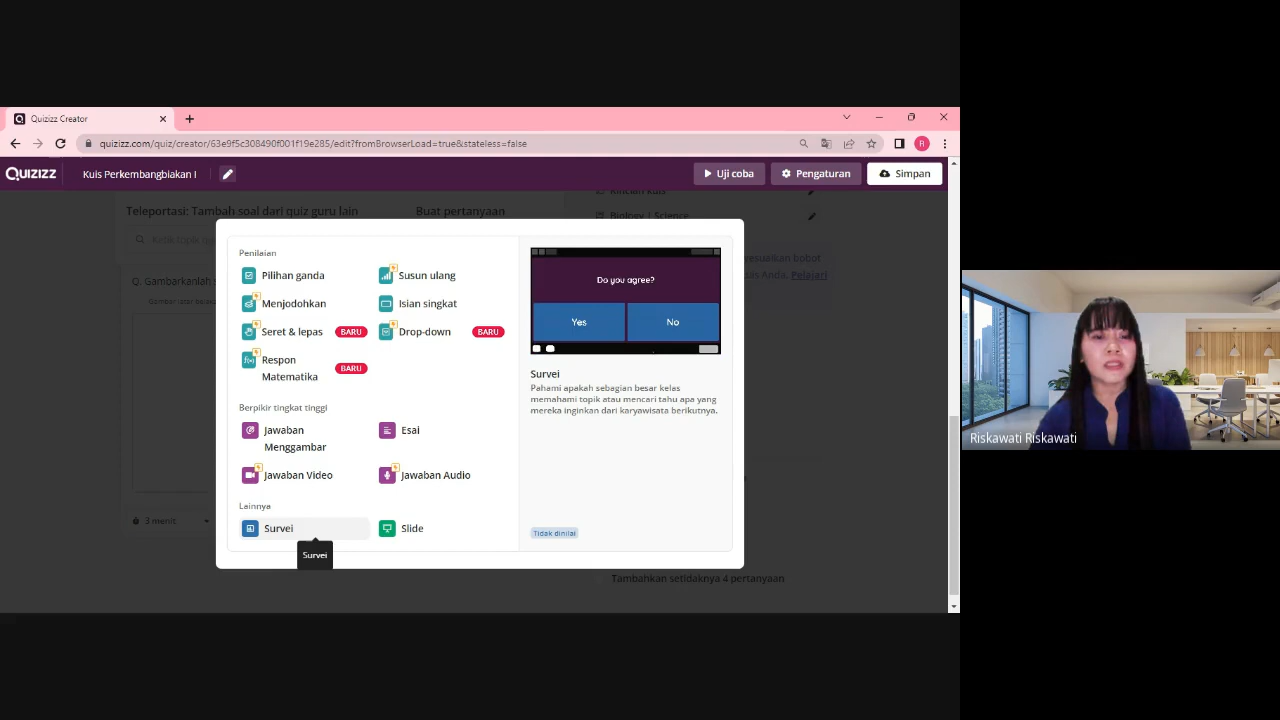 Quizizz Creator
quizizz.com/quiz/creator/63e9f5c308490f001f19e285/edit?fromBrowserLoad=true&stateless=false
QUIZIZZ
Kuis Perkembangbiakan I
Uji coba
Pengaturan
Simpan
Teleportasi: Tambah soal dari quiz guru lain
Buat pertanyaan
Rincian Kuis
Biology | Science
Q. Gambarkanlah s
3 menit
Pelajari
Penilaian
Pilihan ganda
Susun ulang
Menjodohkan
Isian singkat
Seret & lepas
BARU
Drop-down
BARU
Respon
Matematika
BARU
Berpikir tingkat tinggi
Jawaban
Menggambar
Esai
Jawaban Video
Jawaban Audio
Lainnya
Survei
Slide
Survei
Do you agree?
Yes
No
Survei
Pahami apakah sebagian besar kelas
memahami topik atau mencari tahu apa yang
mereka inginkan dari karyawisata berikutnya.
Tidak dinilai
Tambahkan setidaknya 4 pertanyaan
Riskawati Riskawati